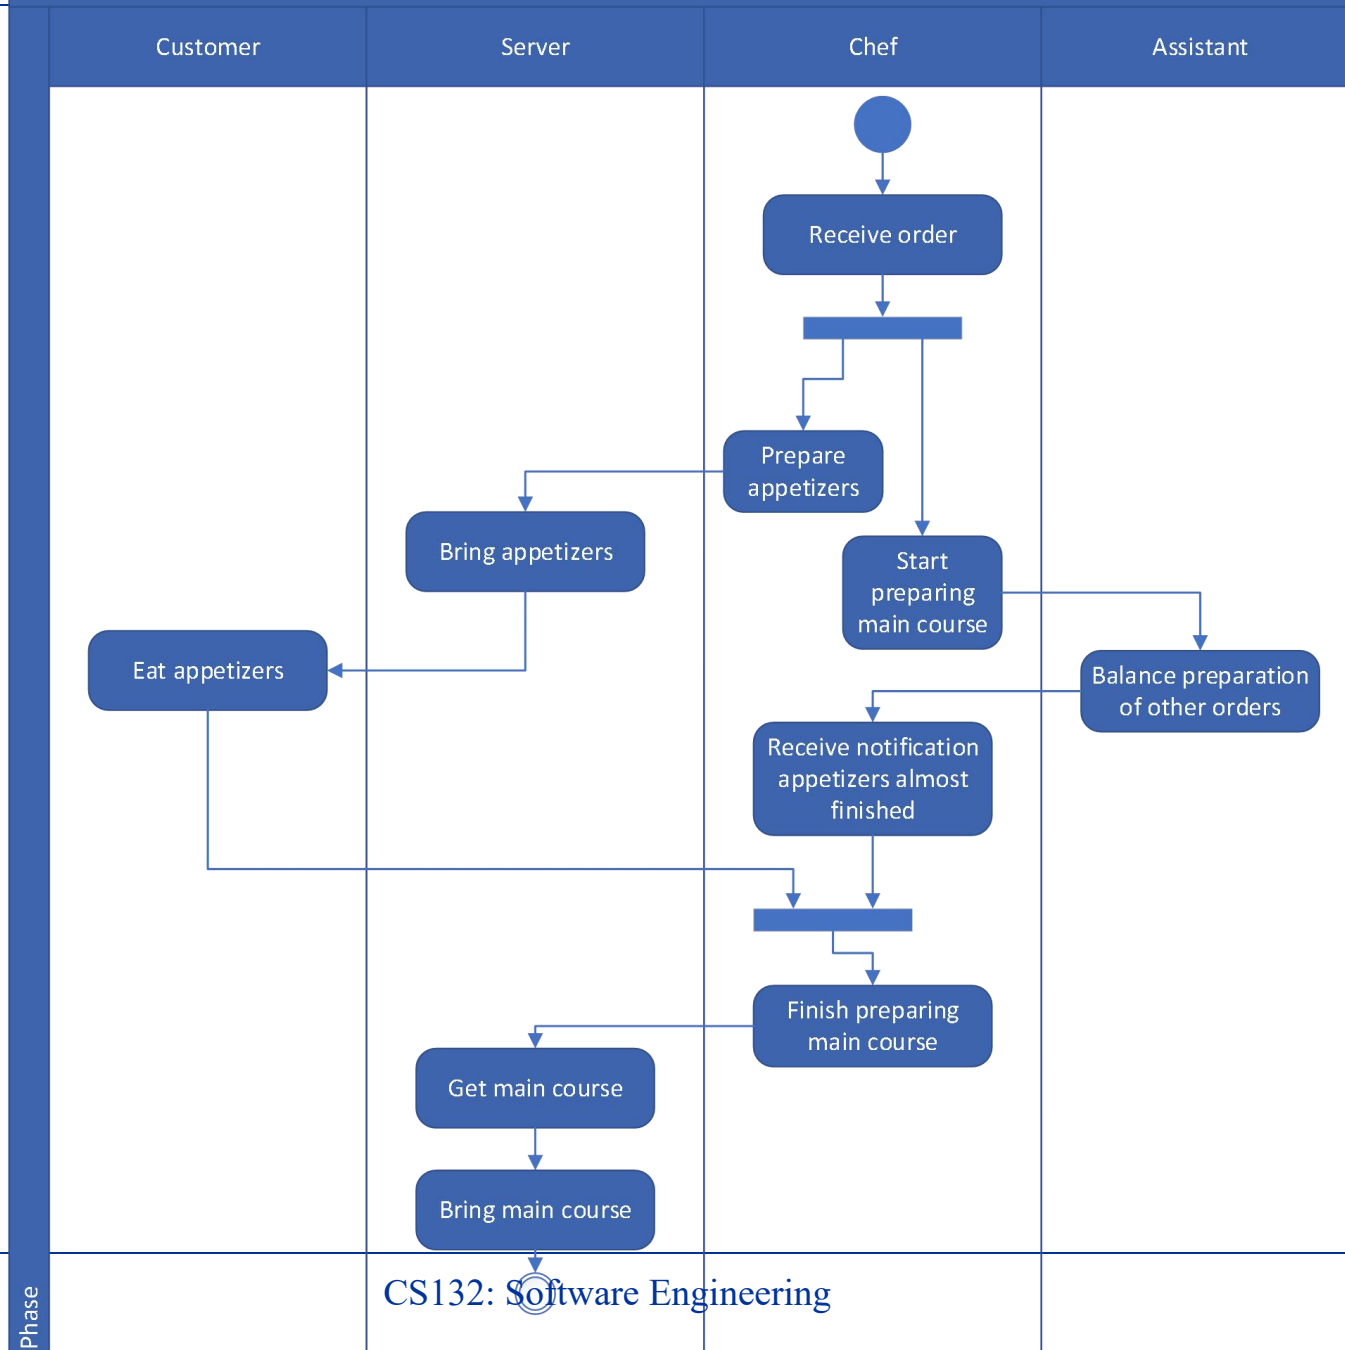 Customer
Server
Chef
Assistant
Receive order
Prepare
appetizers
Bring appetizers
Start
preparing
main course
Eat appetizers
Balance preparation
of other orders
Receive notification
appetizers almost
finished
Finish preparing
main course
Get main course
Bring main course
Phase
CS132: Software Engineering